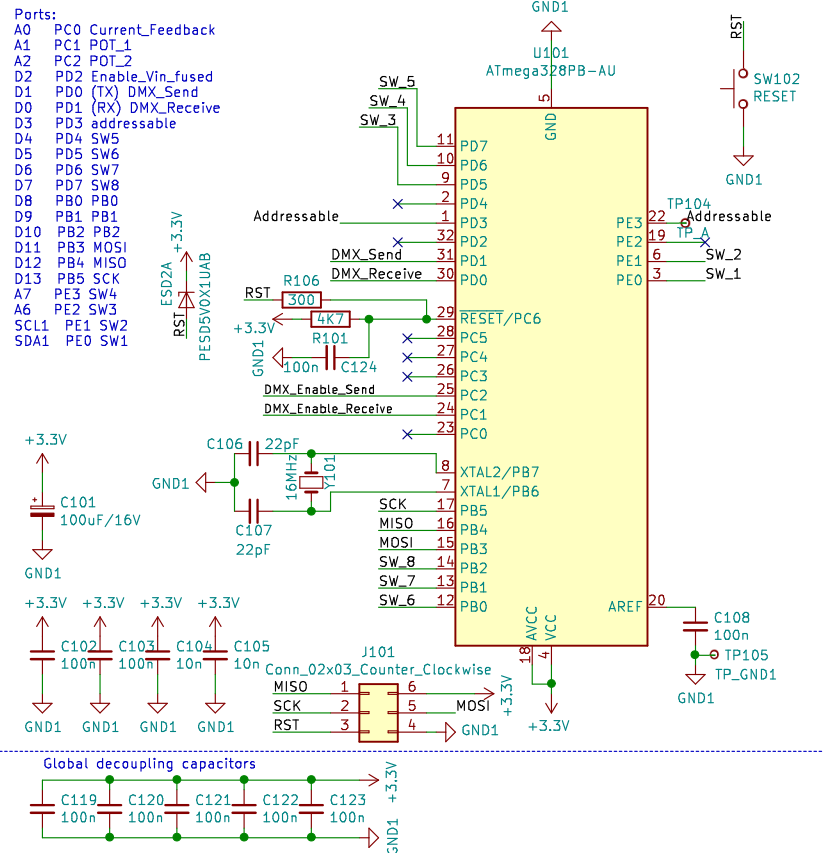 Ports:
A0 PC0 Current_Feedback
A1 PC1 POT_1
A2 PC2 POT_2
D2 PD2 Enable_Vin_fused
D1 PD0 (TX) DMX_Send
D0 PD1 (RX) DMX_Receive
D3 PD3 addressable
D4 PD4 SW5
D5 PD5 SW6
D6 PD6 SW7
D7 PD7 SW8
D8 PB0 PB0
D9 PB1 PB1
D10 PB2 PB2
D11 PB3 MOSI
D12 PB4 MISO
D13 PB5 SCK
A7 PE3 SW4
A6 PE2 SW3
SCL1 PE1 SW2
SDA1 PE0 SW1
+3.3V
ESD2A
PESD5V0X1UAB
RST
GND1
U101
ATmega328PB-AU
5
GND
RST
SW102
RESET
GND1
SW_5
SW_4
SW_3
11 PD7
10 PD6
9 PD5
2 PD4
Addressable 1 PD3
32 PD2
DMX_Send 31 PD1
DMX_Receive 30 PD0
TP104
PE3 22 Addressable
TP_A
PE2 19
PE1 6 SW_2
PE0 3 SW_1
R106
RST 300
+3.3V 4K7 29 RESET/PC6
R101
GND1 100n C124
28 PC5
27 PC4
26 PC3
DMX_Enable_Send 25 PC2
DMX_Enable_Receive 24 PC1
23 PC0
C106 22pF
GND1 16MHz Y101
8 XTAL2/PB7
7 XTAL1/PB6
C107
22pF
SCK 17 PB5
MISO 16 PB4
MOSI 15 PB3
SW_8 14 PB2
SW_7 13 PB1
SW_6 12 PB0
AREF 20
C108
100n
TP105
TP_GND1
GND1
AVCC VCC
18 4
+3.3V
+3.3V
C101
100uF/16V
GND1
+3.3V +3.3V +3.3V +3.3V
C102 C103 C104 C105
100n 100n 10n 10n
GND1 GND1 GND1 GND1
J101
Conn_02x03_Counter_Clockwise
MISO 1 6 +3.3V
SCK 2 5 MOSI
RST 3 4 GND1
Global decoupling capacitors
+3.3V
C119 C120 C121 C122 C123
100n 100n 100n 100n 100n
GND1